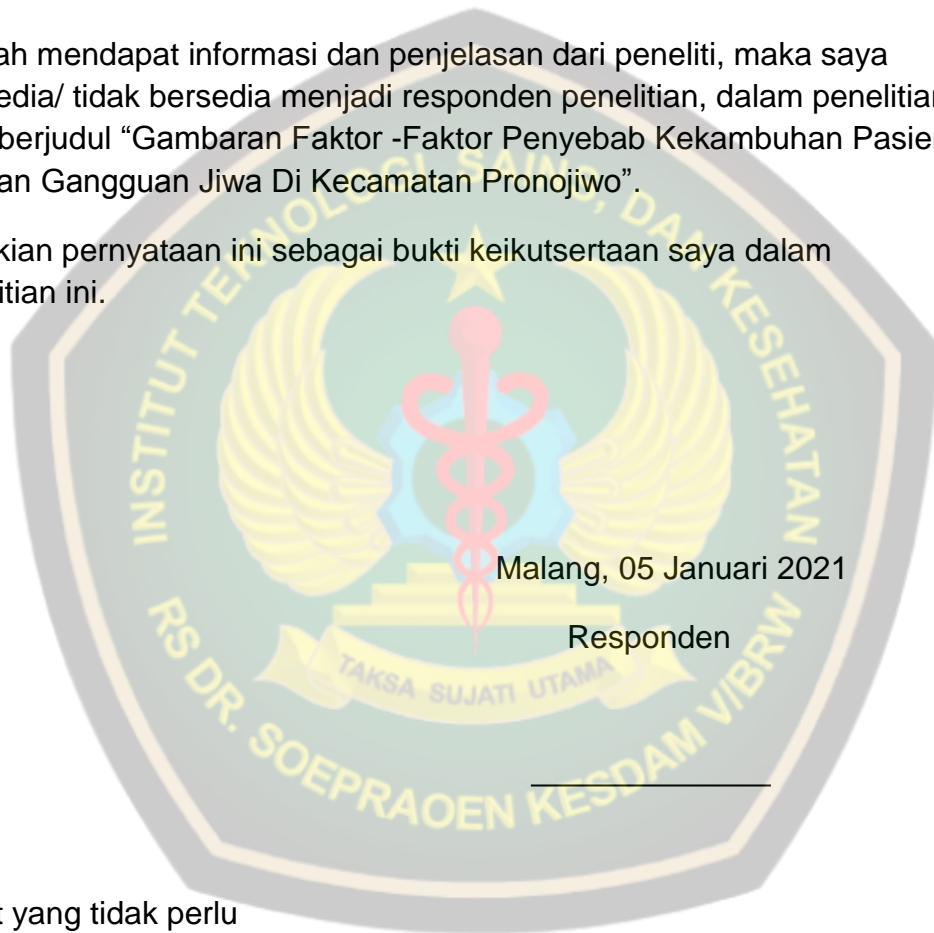 ah mendapat informasi dan penjelasan dari peneliti, maka saya
edia/ tidak bersedia menjadi responden penelitian, dalam penelitian
berjudul “Gambaran Faktor -Faktor Penyebab Kekambuhan Pasien
an Gangguan Jiwa Di Kecamatan Pronojiwo”.
kian pernyataan ini sebagai bukti keikutsertaan saya dalam
itian ini.
INSTITUT TEKNOLOGI, SAINS, DAN KESEHATAN
Malang, 05 Januari 2021
Responden
TAKSA SUJATI UTAMA
RS DR. SOEPRAOEN KESDAM V/BRW
t yang tidak perlu